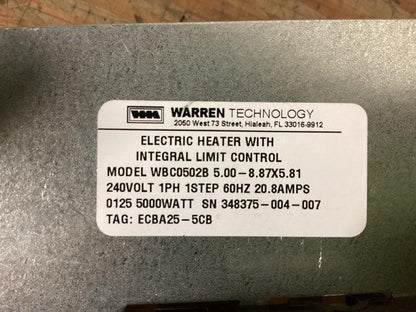 WARREN TECHNOLOGY
2050 West 73 Street, Hialeah, FL 33016-9912
ELECTRIC HEATER WITH
INTEGRAL LIMIT CONTROL
MODEL WBC0502B 5.00-8.87X5.81
240VOLT 1PH 1STEP 60HZ 20.8AMPS
0125 5000WATT SN 348375-004-007
TAG: ECBA25-5CB